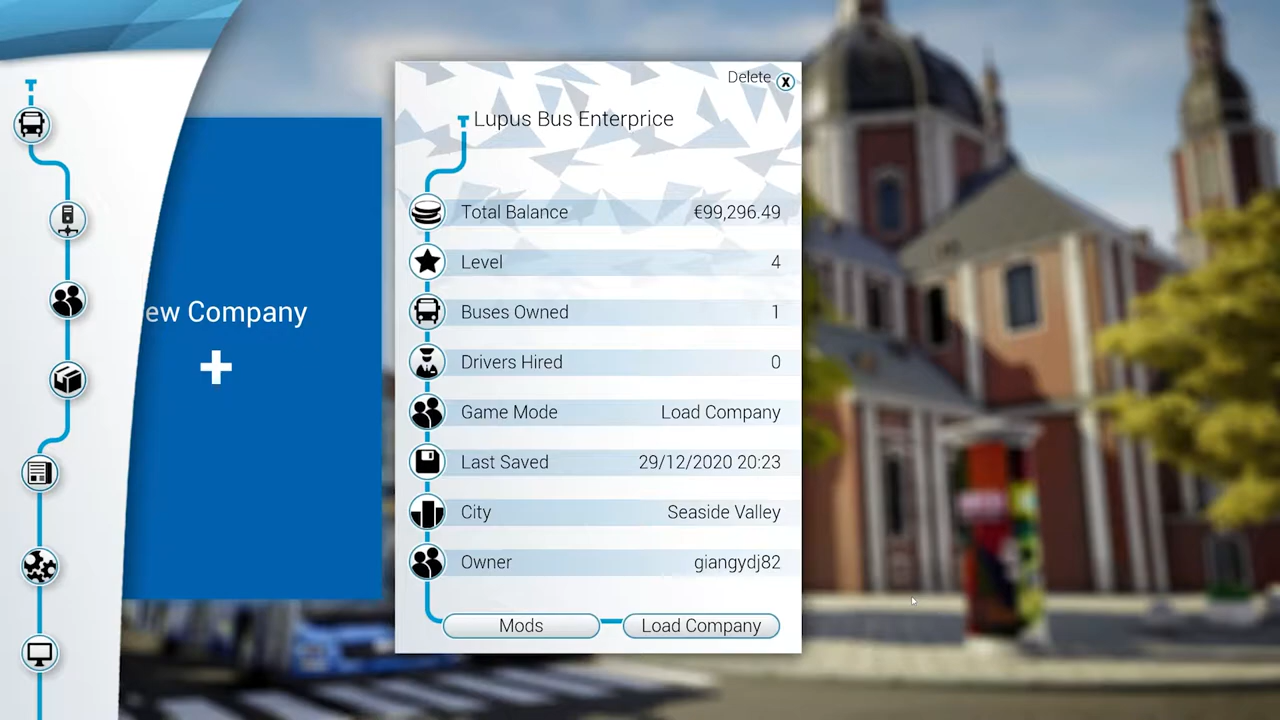 Delete X
Lupus Bus Enterprice
Total Balance €99,296.49
Level 4
Buses Owned 1
Drivers Hired 0
Game Mode Load Company
Last Saved 29/12/2020 20:23
City Seaside Valley
Owner giangydj82
Mods Load Company
ew Company